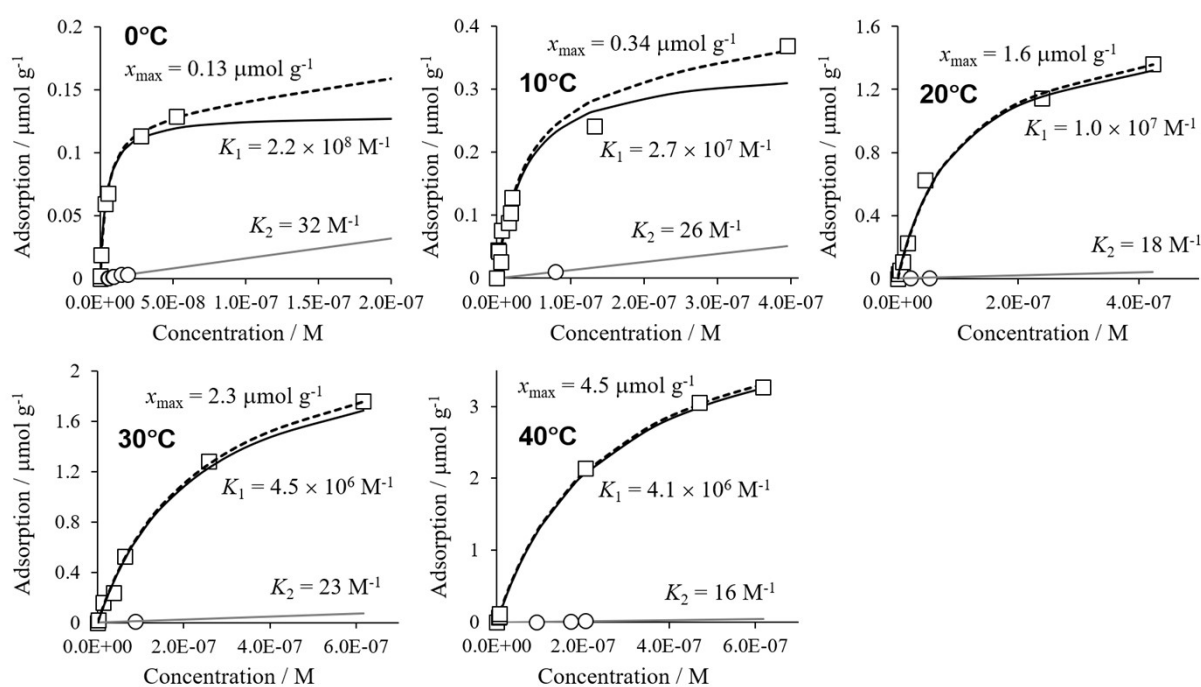 0.2
0.15
0.1
0.05
0
0°C
xmax = 0.13 μmol g⁻¹
K₁ = 2.2 × 10⁸ M⁻¹
K₂ = 32 M⁻¹
0.0E+00 5.0E-08 1.0E-07 1.5E-07 2.0E-07
Concentration / M
Adsorption / μmol g⁻¹
0.4
0.3
0.2
0.1
0
xmax = 0.34 μmol g⁻¹
10°C
K₁ = 2.7 × 10⁷ M⁻¹
K₂ = 26 M⁻¹
0.0E+00 1.0E-07 2.0E-07 3.0E-07 4.0E-07
Concentration / M
Adsorption / μmol g⁻¹
1.6
1.2
0.8
0.4
0
xmax = 1.6 μmol g⁻¹
20°C
K₁ = 1.0 × 10⁷ M⁻¹
K₂ = 18 M⁻¹
0.0E+00 2.0E-07 4.0E-07
Concentration / M
Adsorption / μmol g⁻¹
2
1.6
1.2
0.8
0.4
0
xmax = 2.3 μmol g⁻¹
30°C
K₁ = 4.5 × 10⁶ M⁻¹
K₂ = 23 M⁻¹
0.0E+00 2.0E-07 4.0E-07 6.0E-07
Concentration / M
Adsorption / μmol g⁻¹
3
2
1
0
xmax = 4.5 μmol g⁻¹
40°C
K₁ = 4.1 × 10⁶ M⁻¹
K₂ = 16 M⁻¹
0.0E+00 2.0E-07 4.0E-07 6.0E-07
Concentration / M
Adsorption / μmol g⁻¹